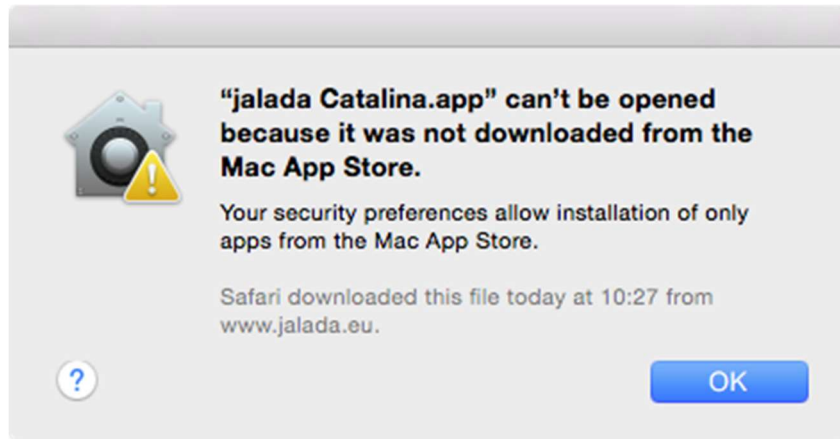 “jalada Catalina.app” can’t be opened
because it was not downloaded from the
Mac App Store.
Your security preferences allow installation of only
apps from the Mac App Store.
Safari downloaded this file today at 10:27 from
www.jalada.eu.
?
OK